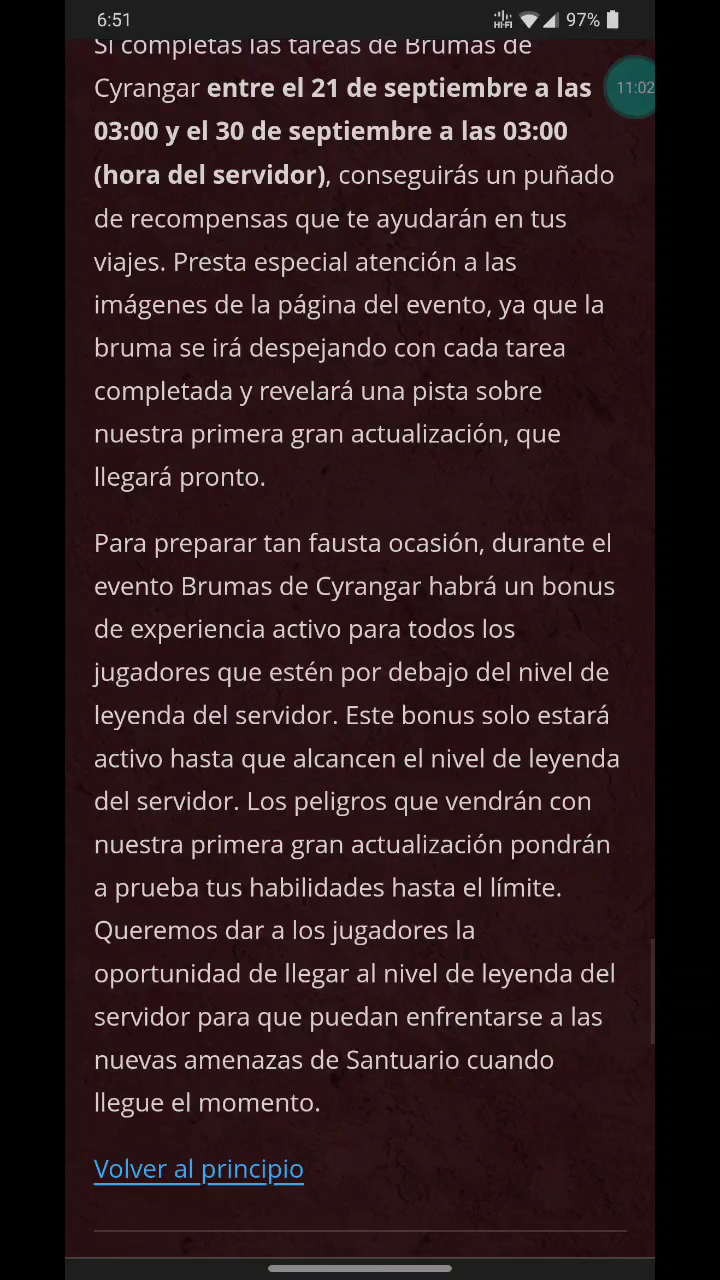 6:51
HI-FI
97%
Si completas las tareas de Brumas de
Cyrangar entre el 21 de septiembre a las
11:02
03:00 y el 30 de septiembre a las 03:00
(hora del servidor), conseguirás un puñado
de recompensas que te ayudarán en tus
viajes. Presta especial atención a las
imágenes de la página del evento, ya que la
bruma se irá despejando con cada tarea
completada y revelará una pista sobre
nuestra primera gran actualización, que
llegará pronto.
Para preparar tan fausta ocasión, durante el
evento Brumas de Cyrangar habrá un bonus
de experiencia activo para todos los
jugadores que estén por debajo del nivel de
leyenda del servidor. Este bonus solo estará
activo hasta que alcancen el nivel de leyenda
del servidor. Los peligros que vendrán con
nuestra primera gran actualización pondrán
a prueba tus habilidades hasta el límite.
Queremos dar a los jugadores la
oportunidad de llegar al nivel de leyenda del
servidor para que puedan enfrentarse a las
nuevas amenazas de Santuario cuando
llegue el momento.
Volver al principio